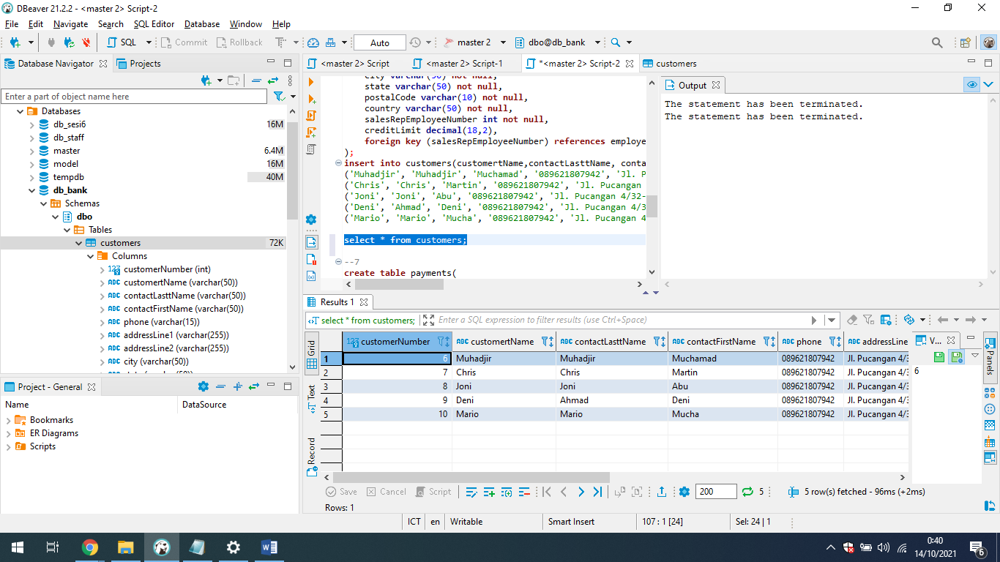 DBeaver 21.2.2 - <master 2> Script-2
File Edit Navigate Search SQL Editor Database Window Help
SQL Commit Rollback Auto master 2 dbo@db_bank
Database Navigator Projects
<master 2> Script <master 2> Script-1 *<master 2> Script-2 customers
Enter a part of object name here
Databases
db_sesi6 16M
db_staff
master 6.4M
model 16M
tempdb 40M
db_bank
Schemas
dbo
Tables
customers 72K
Columns
customerNumber (int)
customertName (varchar(50))
contactLasttName (varchar(50))
contactFirstName (varchar(50))
phone (varchar(15))
addressLine1 (varchar(255))
addressLine2 (varchar(255))
city (varchar(50))
Project - General
Name DataSource
Bookmarks
ER Diagrams
Scripts
city varchar(50) not null,
state varchar(50) not null,
postalCode varchar(10) not null,
country varchar(50) not null,
salesRepEmployeeNumber int not null,
creditLimit decimal(18,2),
foreign key (salesRepEmployeeNumber) references employe
);
insert into customers(customertName,contactLasttName, conta
('Muhadjir', 'Muhadjir', 'Muchamad', '089621807942', 'Jl. P
('Chris', 'Chris', 'Martin', '089621807942', 'Jl. Pucangan
('Joni', 'Joni', 'Abu', '089621807942', 'Jl. Pucangan 4/32-
('Deni', 'Ahmad', 'Deni', '089621807942', 'Jl. Pucangan 4/3
('Mario', 'Mario', 'Mucha', '089621807942', 'Jl. Pucangan 4
select * from customers;
--7
create table payments(
Output
The statement has been terminated.
The statement has been terminated.
Results 1
select * from customers; Enter a SQL expression to filter results (use Ctrl+Space)
Grid
Text
Record
customerNumber customertName contactLasttName contactFirstName phone addressLine
1 6 Muhadjir Muhadjir Muchamad 089621807942 Jl. Pucangan 4/3
2 7 Chris Chris Martin 089621807942 Jl. Pucangan 4/3
3 8 Joni Joni Abu 089621807942 Jl. Pucangan 4/3
4 9 Deni Ahmad Deni 089621807942 Jl. Pucangan 4/3
5 10 Mario Mario Mucha 089621807942 Jl. Pucangan 4/3
V...
6
Panels
Save Cancel Script 200 5 5 row(s) fetched - 96ms (+2ms)
Rows: 1
ICT en Writable Smart Insert 107 : 1 [24] Sel: 24 | 1
0:40
14/10/2021
6